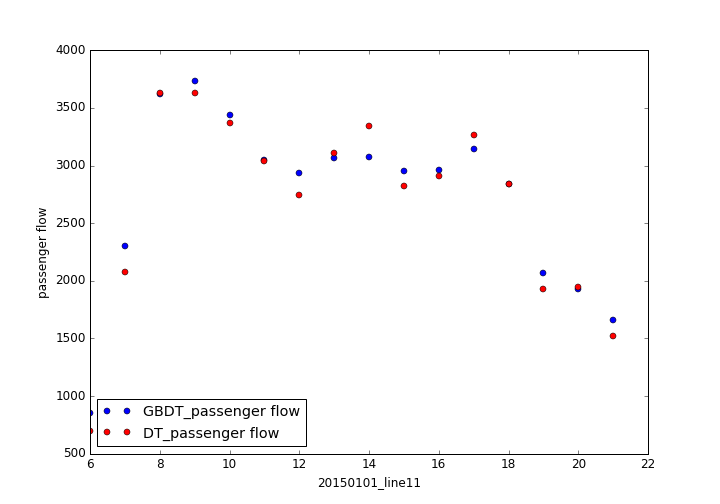 4000
3500
3000
2500
2000
1500
1000
500
passenger flow
GBDT_passenger flow
DT_passenger flow
6 8 10 12 14 16 18 20 22
20150101_line11